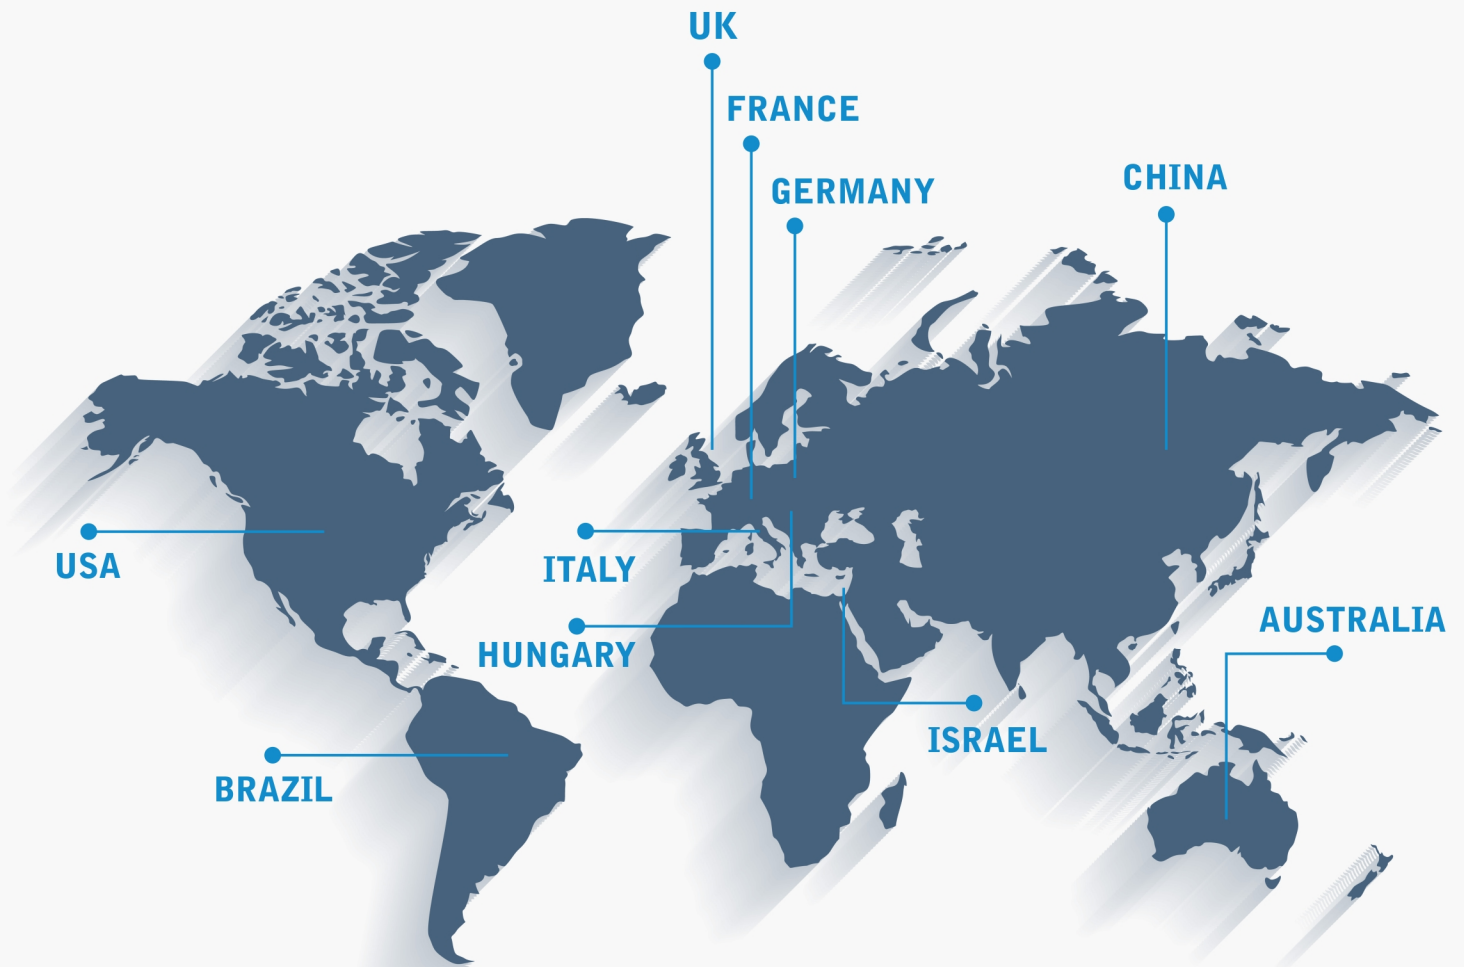 UK
FRANCE
GERMANY
CHINA
USA
ITALY
HUNGARY
AUSTRALIA
ISRAEL
BRAZIL